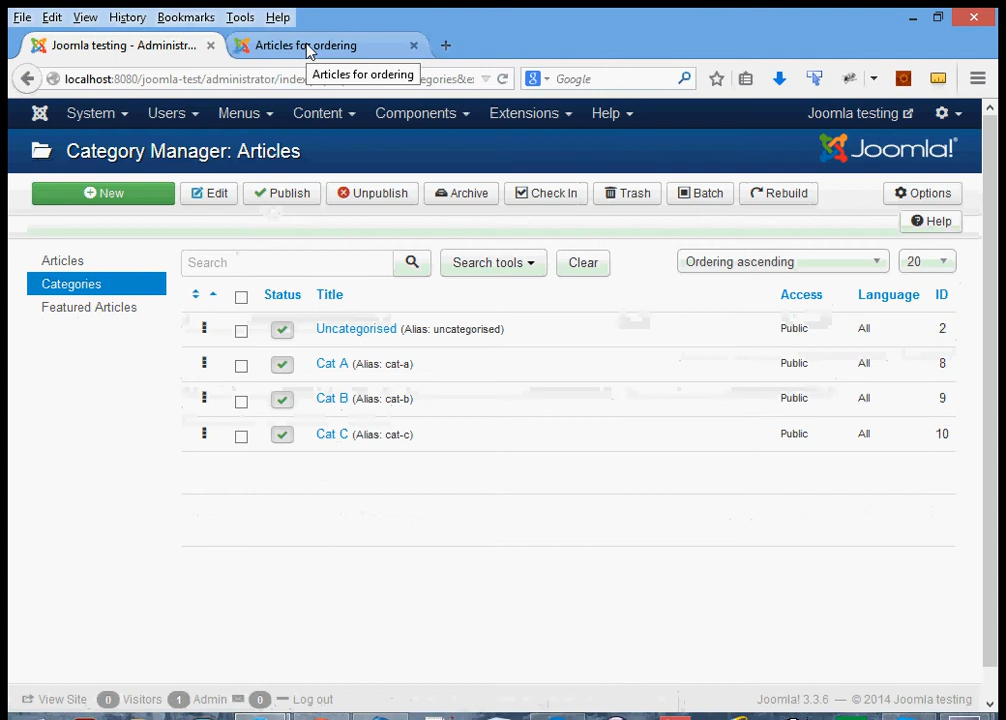 File Edit View History Bookmarks Tools Help
Joomla testing - Administr... × Articles for ordering × +
localhost:8080/joomla-test/administrator/inde tegories&e: Google
Articles for ordering
System Users Menus Content Components Extensions Help Joomla testing
Category Manager: Articles Joomla!
New Edit Publish Unpublish Archive Check In Trash Batch Rebuild Options
Help
Articles
Categories
Featured Articles
Search Search tools Clear Ordering ascending 20
Status Title Access Language ID
Uncategorised (Alias: uncategorised) Public All 2
Cat A (Alias: cat-a) Public All 8
Cat B (Alias: cat-b) Public All 9
Cat C (Alias: cat-c) Public All 10
View Site 0 Visitors 1 Admin 0 Log out Joomla! 3.3.6 — © 2014 Joomla testing